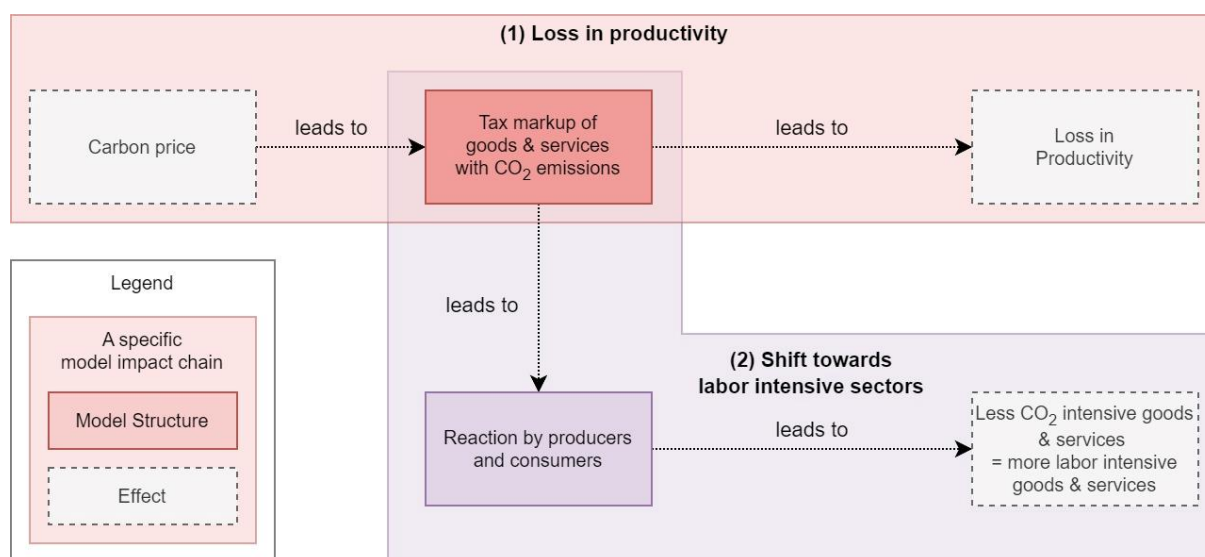 (1) Loss in productivity
Carbon price
leads to
Tax markup of
goods & services
with CO₂ emissions
leads to
Loss in
Productivity
leads to
Legend
A specific
model impact chain
Model Structure
Effect
(2) Shift towards
labor intensive sectors
Reaction by producers
and consumers
leads to
Less CO₂ intensive goods
& services
= more labor intensive
goods & services